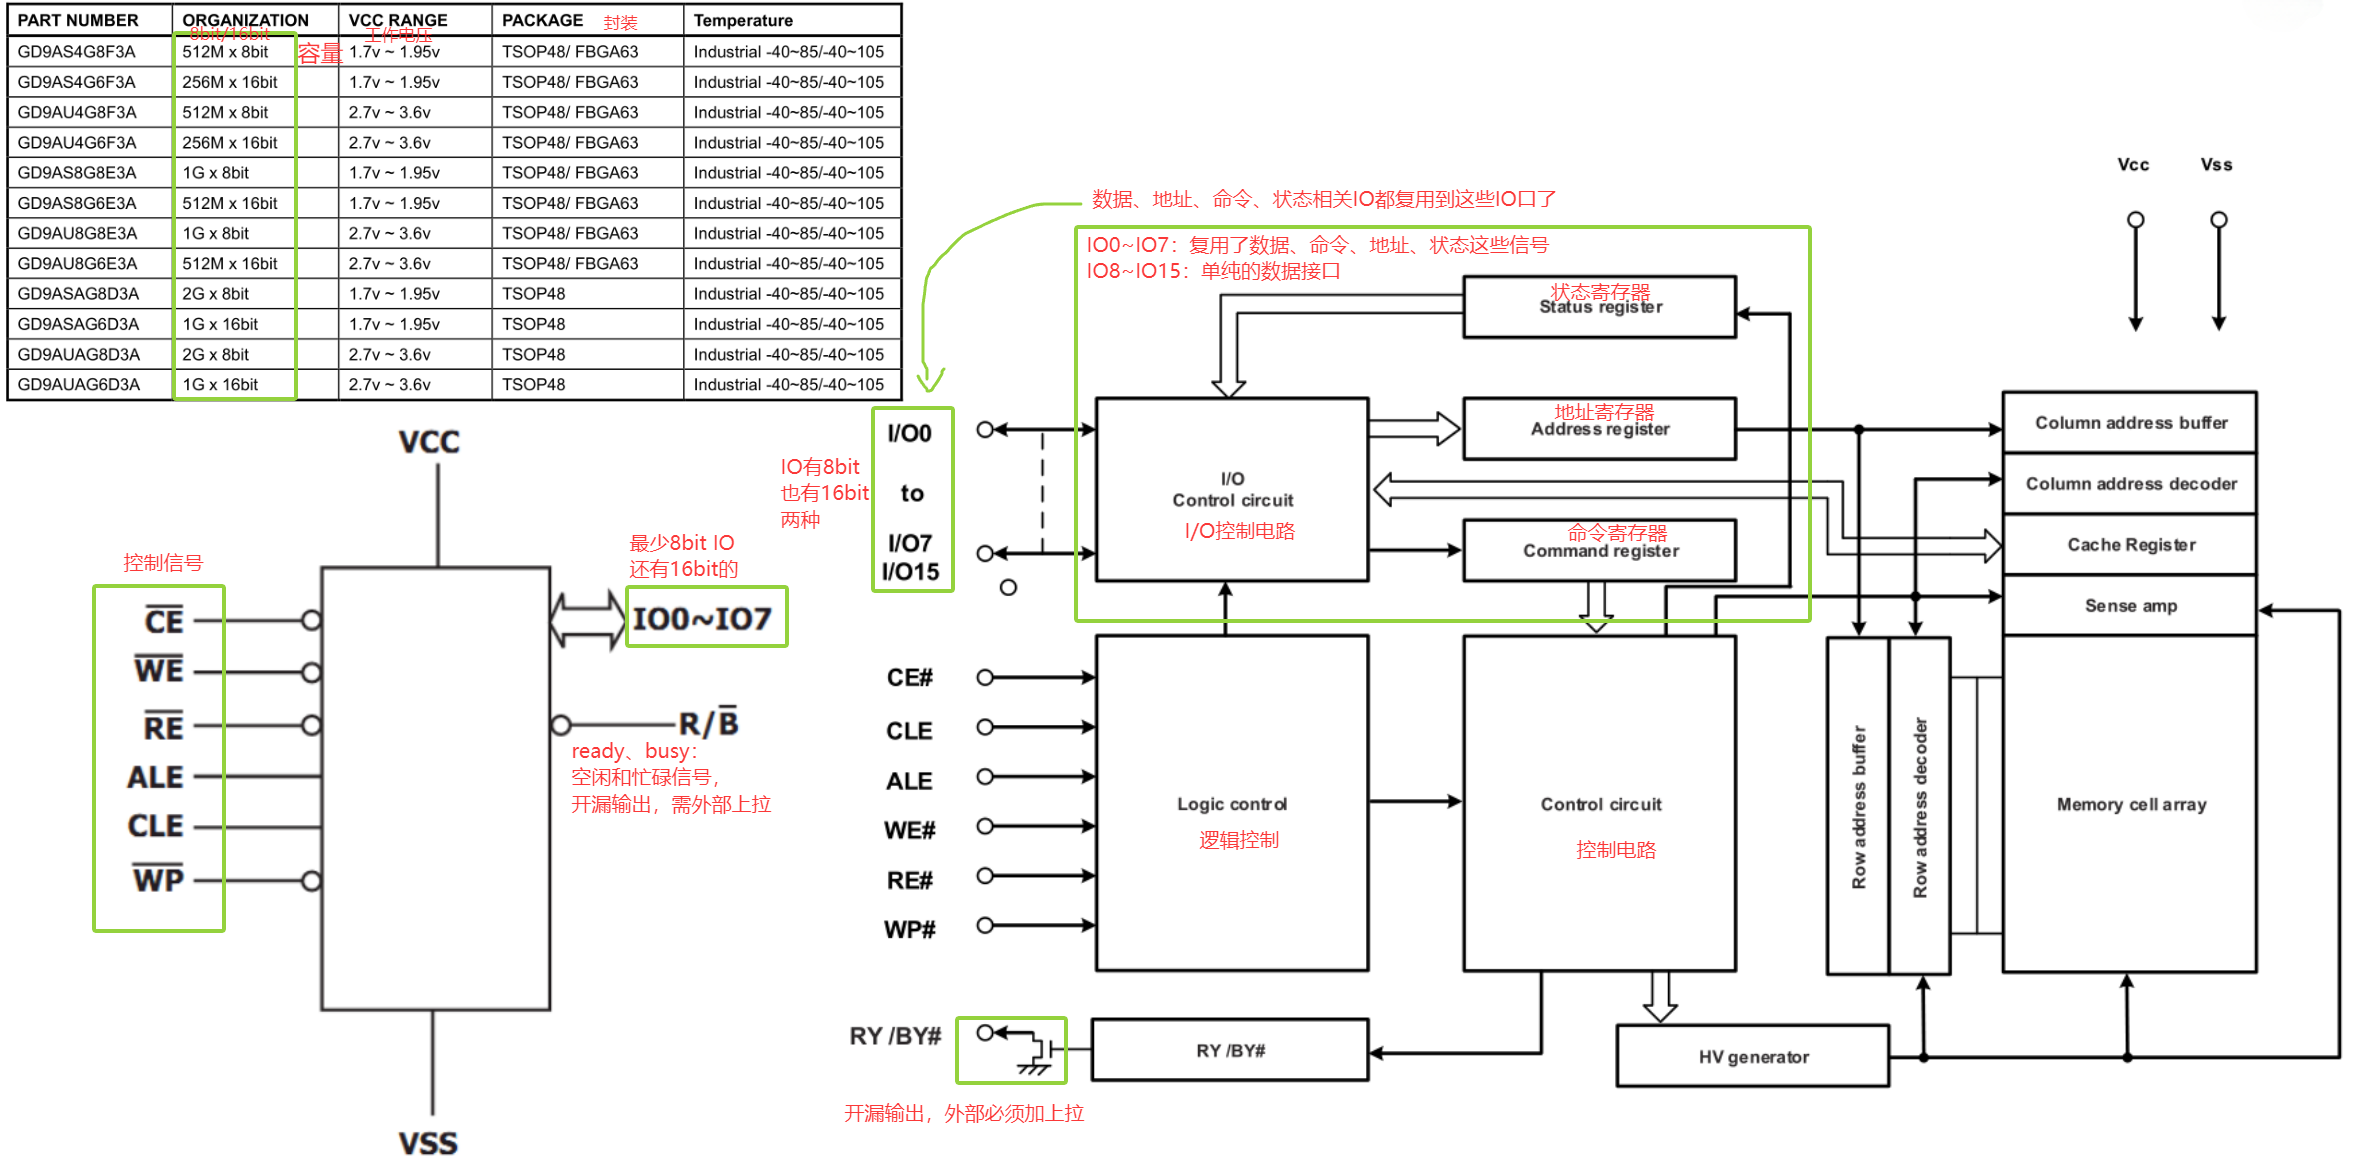 PART NUMBER ORGANIZATION VCC RANGE PACKAGE 封装 Temperature
8bit/16bit 工作电压
容量
GD9AS4G8F3A 512M x 8bit 1.7v ~ 1.95v TSOP48/ FBGA63 Industrial -40~85/-40~105
GD9AS4G6F3A 256M x 16bit 1.7v ~ 1.95v TSOP48/ FBGA63 Industrial -40~85/-40~105
GD9AU4G8F3A 512M x 8bit 2.7v ~ 3.6v TSOP48/ FBGA63 Industrial -40~85/-40~105
GD9AU4G6F3A 256M x 16bit 2.7v ~ 3.6v TSOP48/ FBGA63 Industrial -40~85/-40~105
GD9AS8G8E3A 1G x 8bit 1.7v ~ 1.95v TSOP48/ FBGA63 Industrial -40~85/-40~105
GD9AS8G6E3A 512M x 16bit 1.7v ~ 1.95v TSOP48/ FBGA63 Industrial -40~85/-40~105
GD9AU8G8E3A 1G x 8bit 2.7v ~ 3.6v TSOP48/ FBGA63 Industrial -40~85/-40~105
GD9AU8G6E3A 512M x 16bit 2.7v ~ 3.6v TSOP48/ FBGA63 Industrial -40~85/-40~105
GD9ASAG8D3A 2G x 8bit 1.7v ~ 1.95v TSOP48 Industrial -40~85/-40~105
GD9ASAG6D3A 1G x 16bit 1.7v ~ 1.95v TSOP48 Industrial -40~85/-40~105
GD9AUAG8D3A 2G x 8bit 2.7v ~ 3.6v TSOP48 Industrial -40~85/-40~105
GD9AUAG6D3A 1G x 16bit 2.7v ~ 3.6v TSOP48 Industrial -40~85/-40~105
VCC
控制信号
CE
WE
RE
ALE
CLE
WP
最少8bit IO
还有16bit的
IO0~IO7
R/B
ready、busy：
空闲和忙碌信号，
开漏输出，需外部上拉
VSS
数据、地址、命令、状态相关IO都复用到这些IO口了
IO0~IO7：复用了数据、命令、地址、状态这些信号
IO8~IO15：单纯的数据接口
IO有8bit
也有16bit
两种
I/O0
to
I/O7
I/O15
I/O
Control circuit
I/O控制电路
状态寄存器
Status register
地址寄存器
Address register
命令寄存器
Command register
CE#
CLE
ALE
WE#
RE#
WP#
Logic control
逻辑控制
Control circuit
控制电路
RY /BY#
RY /BY#
开漏输出，外部必须加上拉
HV generator
Vcc
Vss
Column address buffer
Column address decoder
Cache Register
Sense amp
Row address buffer
Row address decoder
Memory cell array